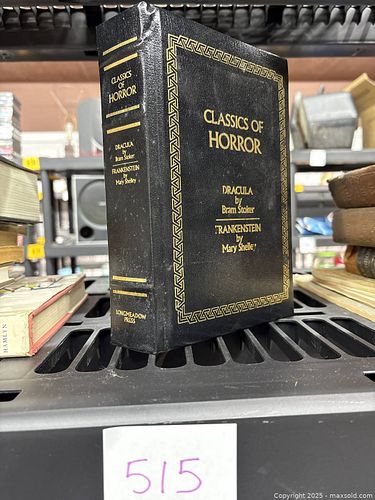 CLASSICS OF
HORROR
DRACULA
by
Bram Stoker
FRANKENSTEIN
by
Mary Shelley
LONGMEADOW
PRESS
CLASSICS OF
HORROR
DRACULA
by
Bram Stoker
FRANKENSTEIN
by
Mary Shelley
HAMLYN
515
Copyright 2025 - maxsold.com